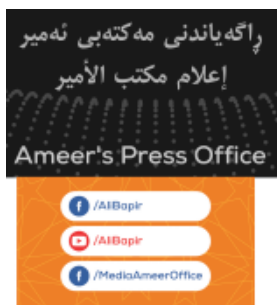 ڕاگەیاندنی مەکتەبی ئەمیر
إعلام مكتب الأمير
Ameer's Press Office
/AliBapir
/AliBapir
/MediaAmeerOffice